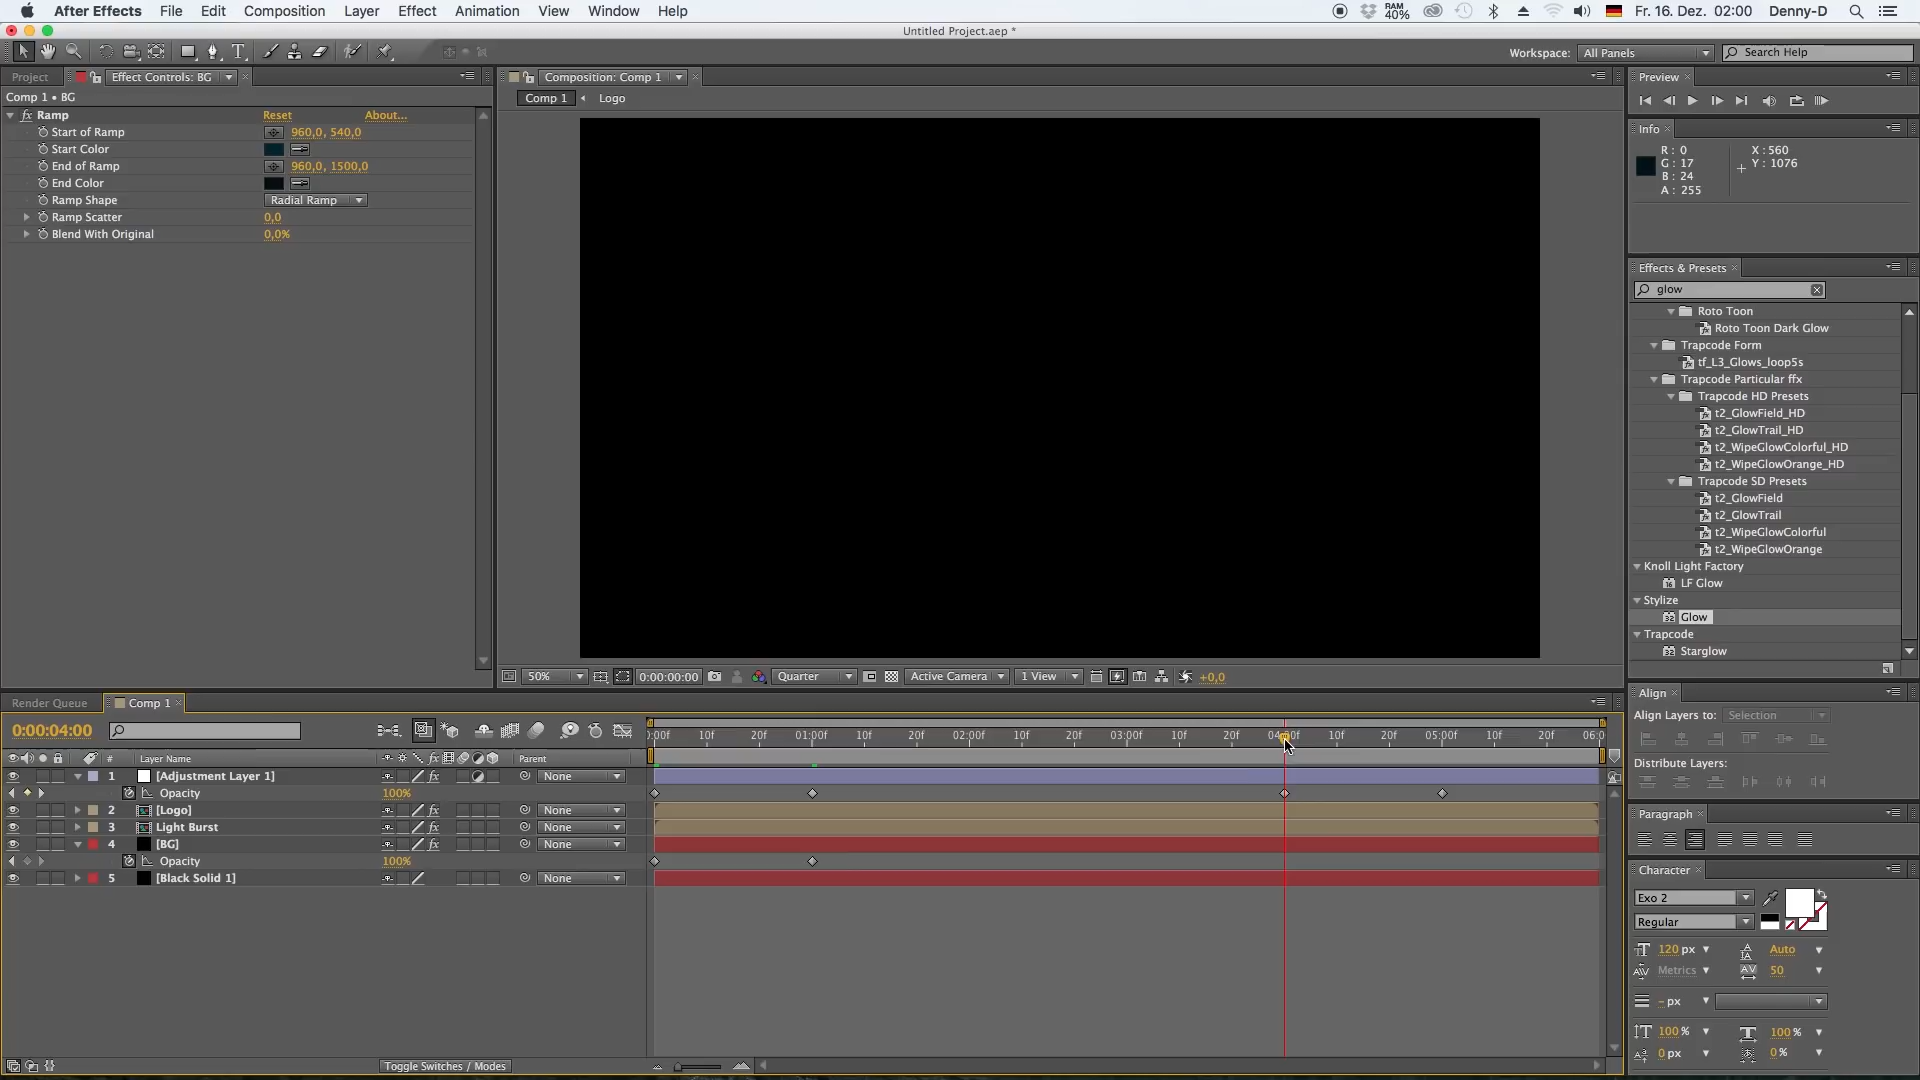 After Effects File Edit Composition Layer Effect Animation View Window Help RAM 40% Fr. 16. Dez. 02:00 Denny-D
Untitled Project.aep *
Workspace: All Panels Search Help
Project Effect Controls: BG Composition: Comp 1 Preview
Comp 1 • BG
Comp 1 Logo
Ramp Reset About...
Start of Ramp 960,0, 540,0
Start Color
End of Ramp 960,0, 1500,0
End Color
Ramp Shape Radial Ramp
Ramp Scatter 0,0
Blend With Original 0,0%
Info
R: 0 X: 560
G: 17 Y: 1076
B: 24
A: 255
Effects & Presets
glow
Roto Toon
Roto Toon Dark Glow
Trapcode Form
tf_L3_Glows_loop5s
Trapcode Particular ffx
Trapcode HD Presets
t2_GlowField_HD
t2_GlowTrail_HD
t2_WipeGlowColorful_HD
t2_WipeGlowOrange_HD
Trapcode SD Presets
t2_GlowField
t2_GlowTrail
t2_WipeGlowColorful
t2_WipeGlowOrange
Knoll Light Factory
LF Glow
Stylize
Glow
Trapcode
Starglow
50% 0:00:00:00 Quarter Active Camera 1 View +0,0
Render Queue Comp 1
0:00:04:00
0:00f 10f 20f 01:00f 10f 20f 02:00f 10f 20f 03:00f 10f 20f 04:00f 10f 20f 05:00f 10f 20f 06:0
# Layer Name Parent
1 [Adjustment Layer 1] None
Opacity 100%
2 [Logo] None
3 Light Burst None
4 [BG] None
Opacity 100%
5 [Black Solid 1] None
Toggle Switches / Modes
Align
Align Layers to: Selection
Distribute Layers:
Paragraph
Character
Exo 2
Regular
120 px Auto
Metrics 50
- px
100 % 100 %
0 px 0 %